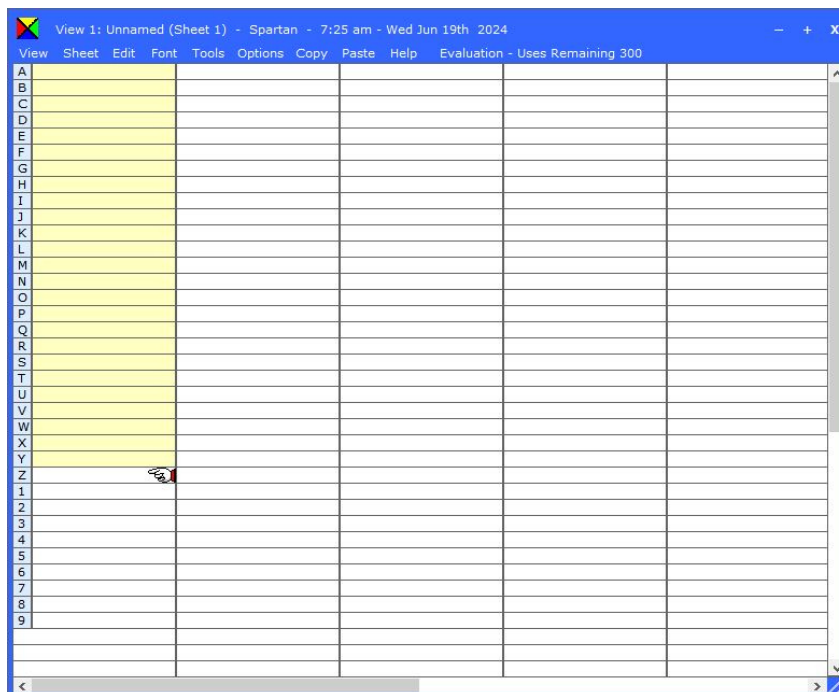 View 1: Unnamed (Sheet 1) - Spartan - 7:25 am - Wed Jun 19th 2024 − + X
View Sheet Edit Font Tools Options Copy Paste Help Evaluation - Uses Remaining 300
A
B
C
D
E
F
G
H
I
J
K
L
M
N
O
P
Q
R
S
T
U
V
W
X
Y
Z
1
2
3
4
5
6
7
8
9